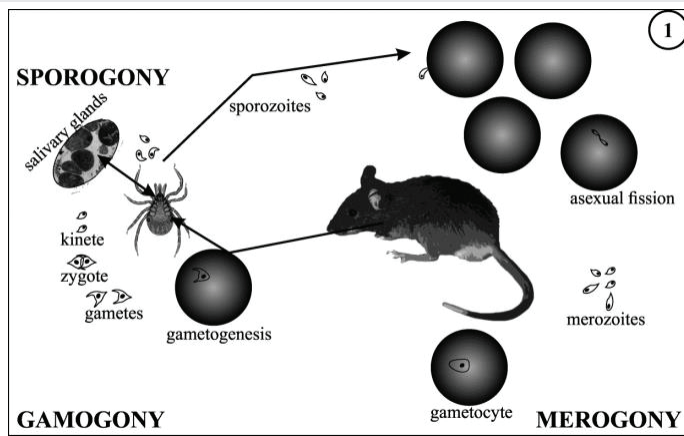 1
SPOROGONY
sporozoites
salivary glands
asexual fission
kinete
zygote
gametes
gametogenesis
merozoites
gametocyte
GAMOGONY
MEROGONY